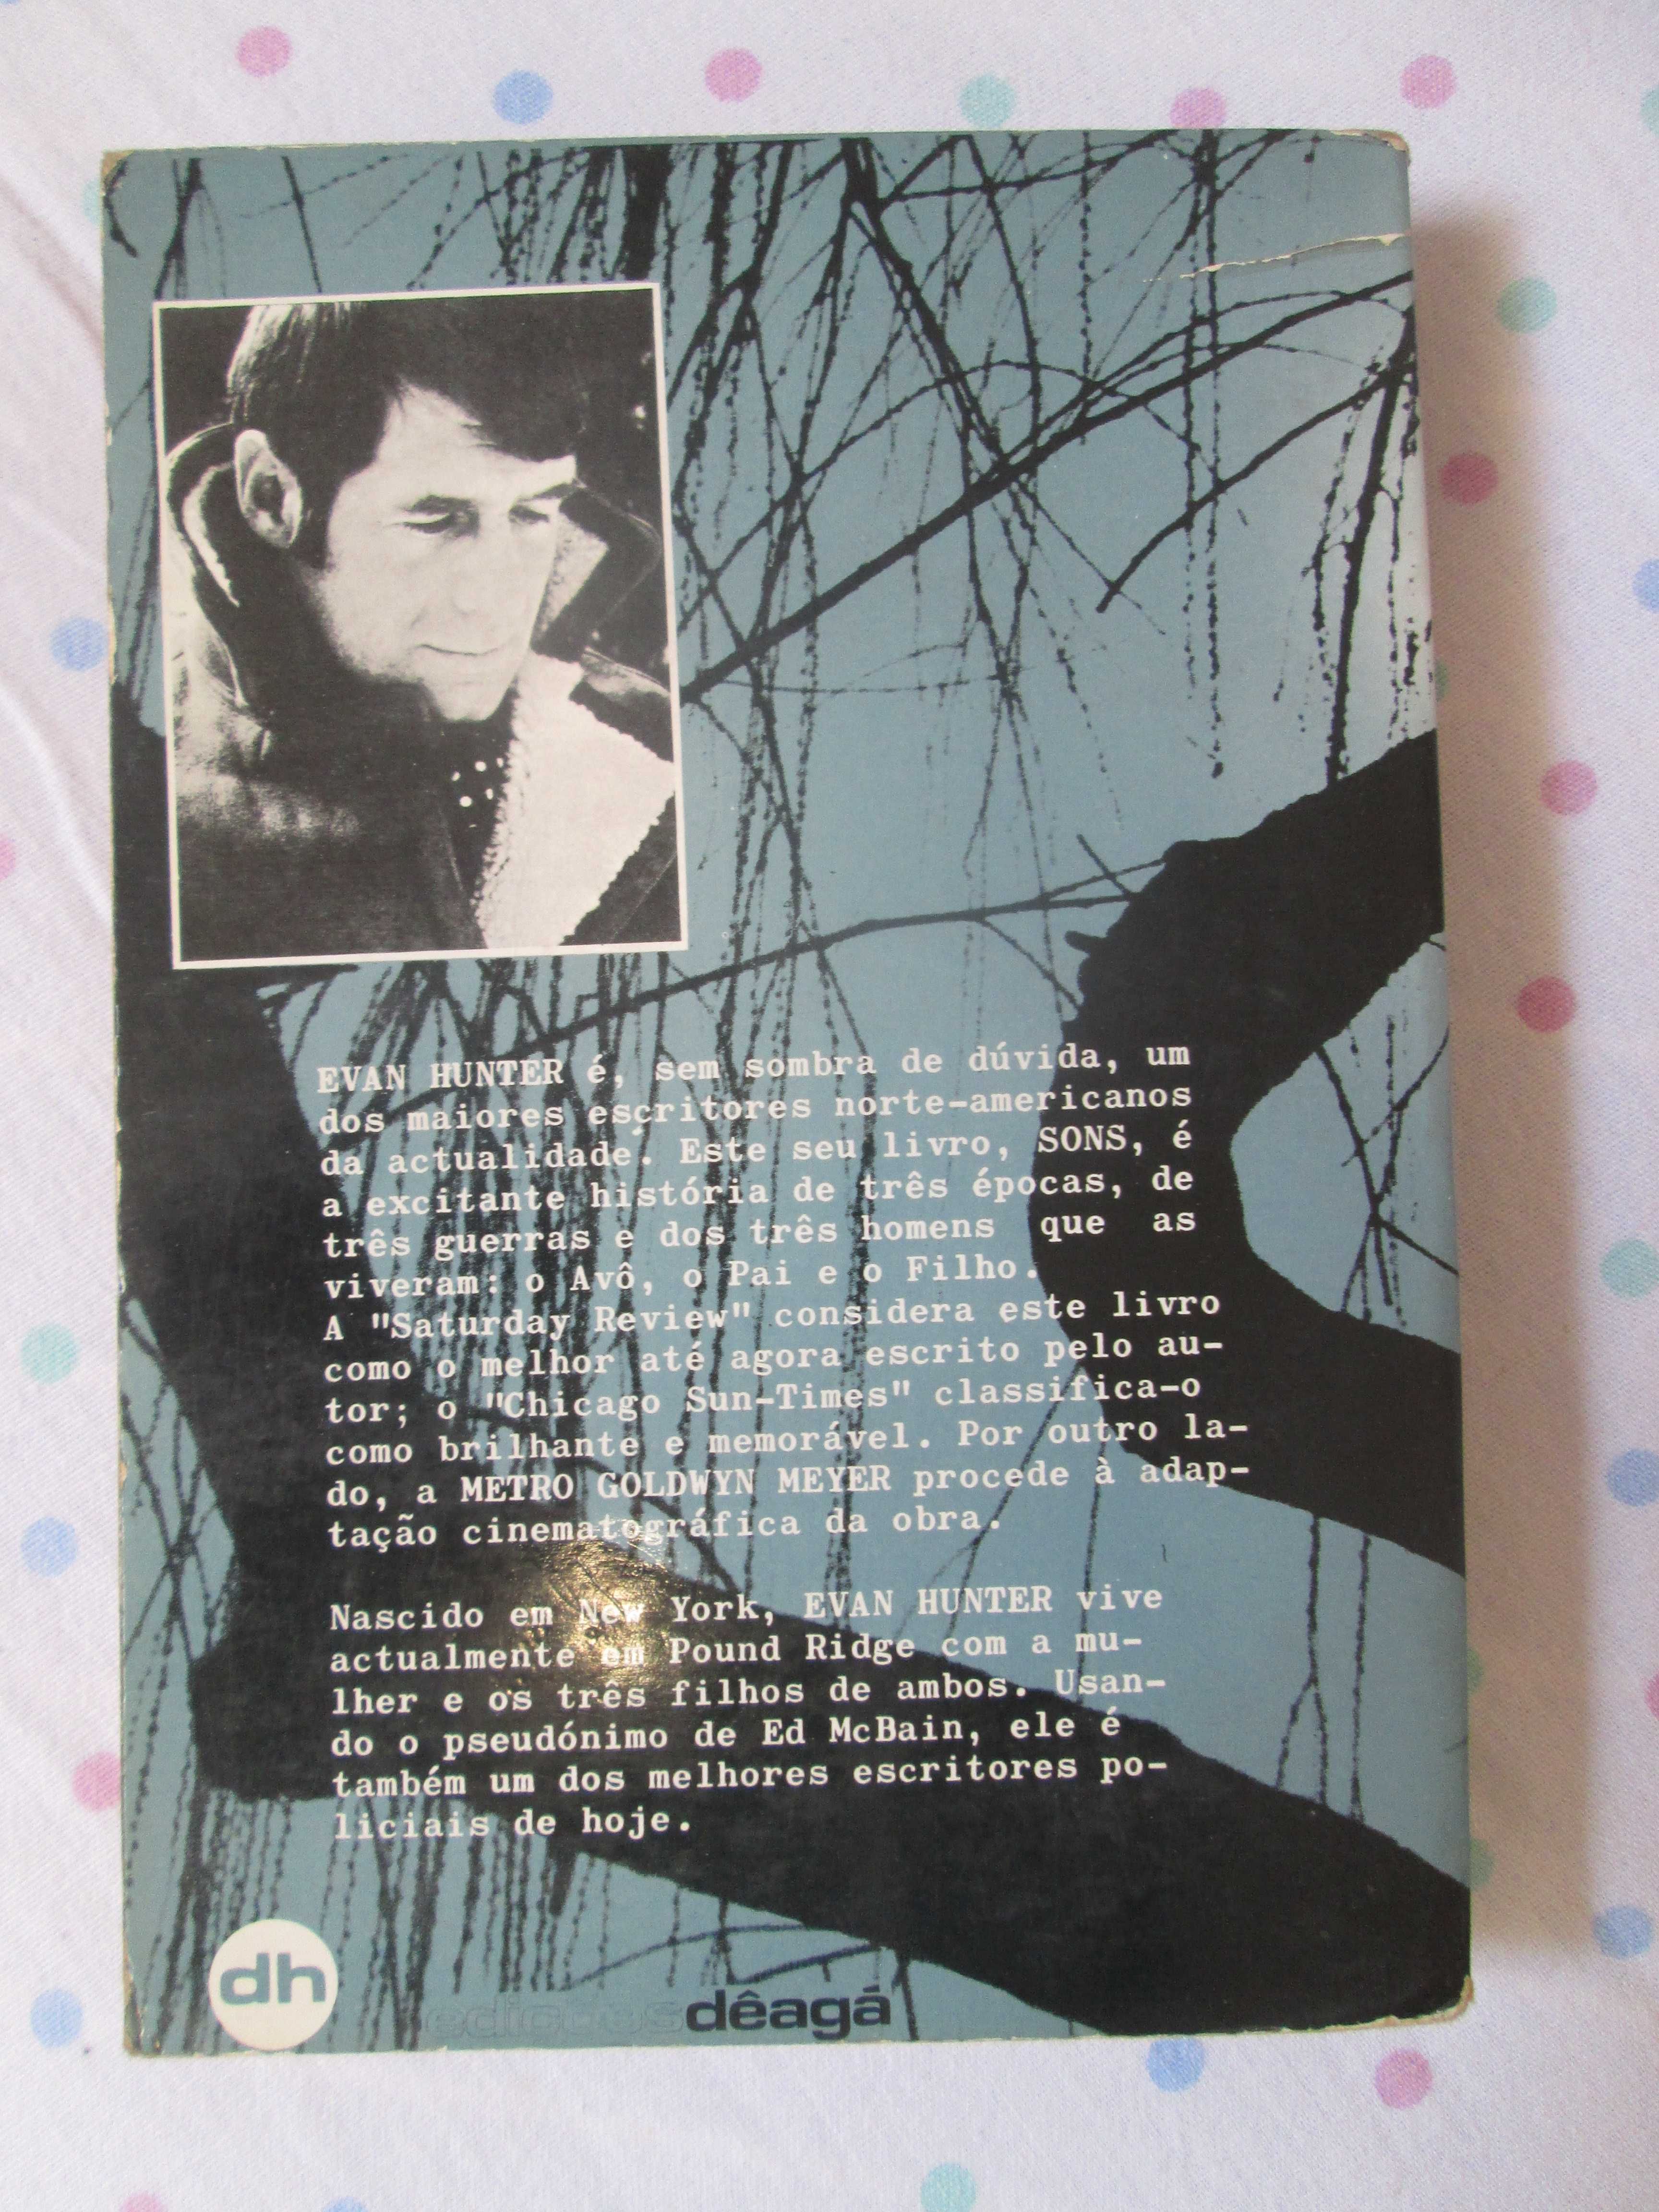 EVAN HUNTER é, sem sombra de dúvida, um
dos maiores escritores norte-americanos
da actualidade. Este seu livro, SONS, é
a excitante história de três épocas, de
três guerras e dos três homens que as
viveram: o Avô, o Pai e o Filho.
A "Saturday Review" considera este livro
como o melhor até agora escrito pelo au-
tor; o "Chicago Sun-Times" classifica-o
como brilhante e memorável. Por outro la-
do, a METRO GOLDWYN MEYER procede à adap-
tação cinematográfica da obra.
Nascido em New York, EVAN HUNTER vive
actualmente em Pound Ridge com a mu-
lher e os três filhos de ambos. Usan-
do o pseudónimo de Ed McBain, ele é
também um dos melhores escritores po-
liciais de hoje.
dh
edições dêagá